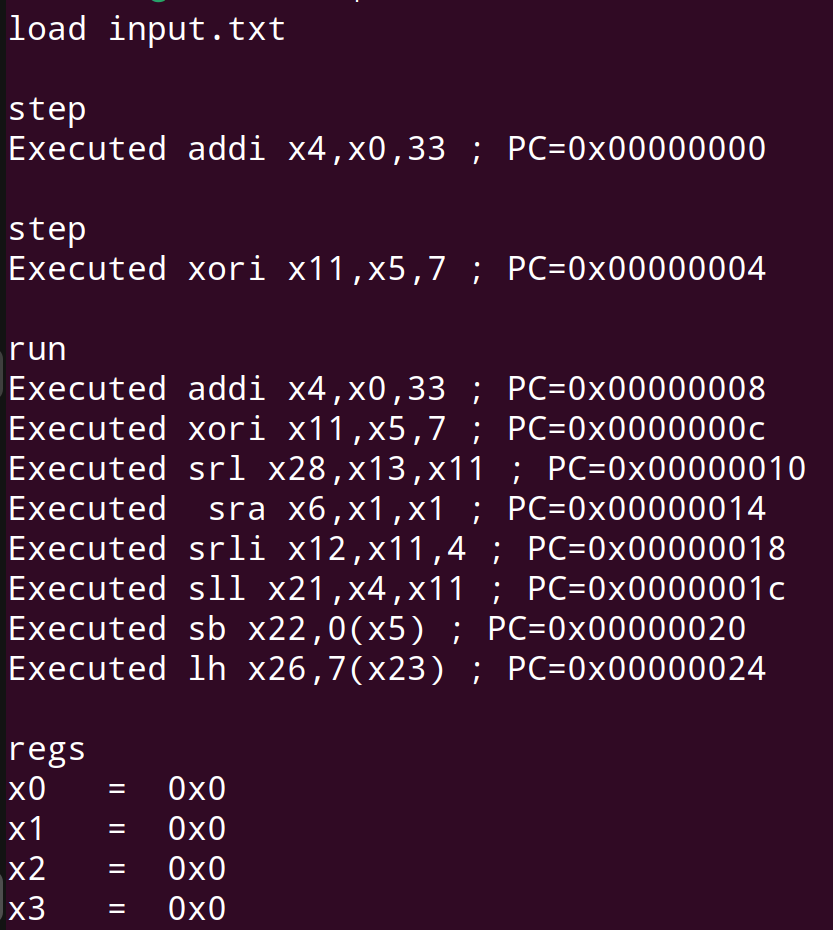 load input.txt
step
Executed addi x4,x0,33 ; PC=0x00000000
step
Executed xori x11,x5,7 ; PC=0x00000004
run
Executed addi x4,x0,33 ; PC=0x00000008
Executed xori x11,x5,7 ; PC=0x0000000c
Executed srl x28,x13,x11 ; PC=0x00000010
Executed  sra x6,x1,x1 ; PC=0x00000014
Executed srli x12,x11,4 ; PC=0x00000018
Executed sll x21,x4,x11 ; PC=0x0000001c
Executed sb x22,0(x5) ; PC=0x00000020
Executed lh x26,7(x23) ; PC=0x00000024
regs
x0   =  0x0
x1   =  0x0
x2   =  0x0
x3   =  0x0